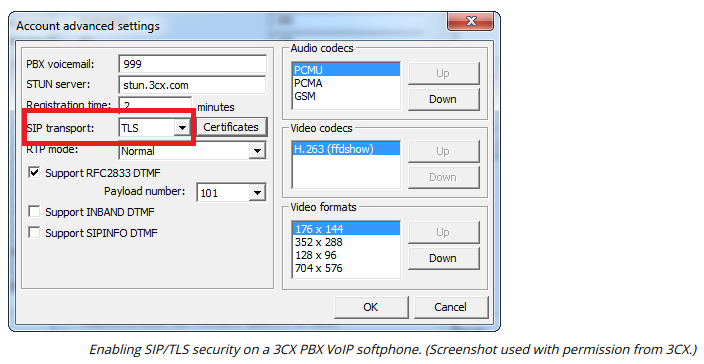 Account advanced settings
PBX voicemail: 999
STUN server: stun.3cx.com
Registration time: 2 minutes
SIP transport: TLS Certificates
RTP mode: Normal
Support RFC2833 DTMF
Payload number: 101
Support INBAND DTMF
Support SIPINFO DTMF
Audio codecs
PCMU
PCMA
GSM
Up
Down
Video codecs
H.263 (ffdshow)
Up
Down
Video formats
176 x 144
352 x 288
128 x 96
704 x 576
Up
Down
OK Cancel
Enabling SIP/TLS security on a 3CX PBX VoIP softphone. (Screenshot used with permission from 3CX.)